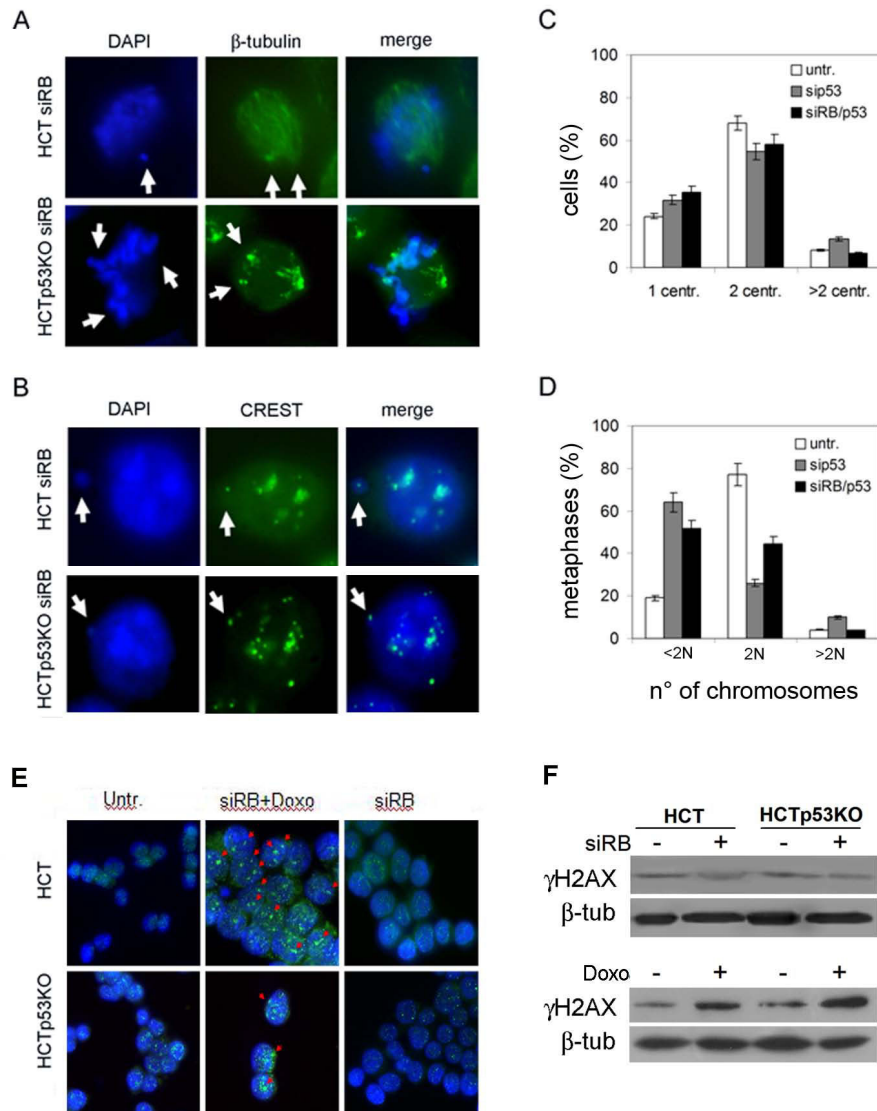 A
DAPI β-tubulin merge
HCT siRB
HCTp53KO siRB
B
DAPI CREST merge
HCT siRB
HCTp53KO siRB
C
100
80
60
40
20
0
cells (%)
untr.
sip53
siRB/p53
1 centr. 2 centr. >2 centr.
D
100
80
60
40
20
0
metaphases (%)
untr.
sip53
siRB/p53
<2N 2N >2N
n° of chromosomes
E
Untr. siRB+Doxo siRB
HCT
HCTp53KO
F
HCT HCTp53KO
siRB - + - +
γH2AX
β-tub
Doxo - + - +
γH2AX
β-tub